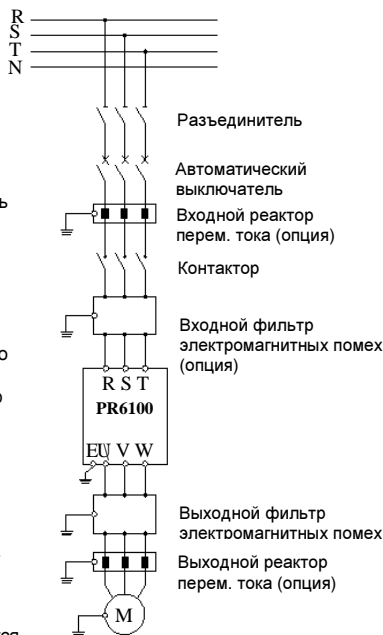 R
S
T
N
Разъединитель
Автоматический
выключатель
Входной реактор
перем. тока (опция)
Контактор
Входной фильтр
электромагнитных помех
(опция)
R S T
PR6100
E U V W
Выходной фильтр
электромагнитных помех
Выходной реактор
перем. тока (опция)
M